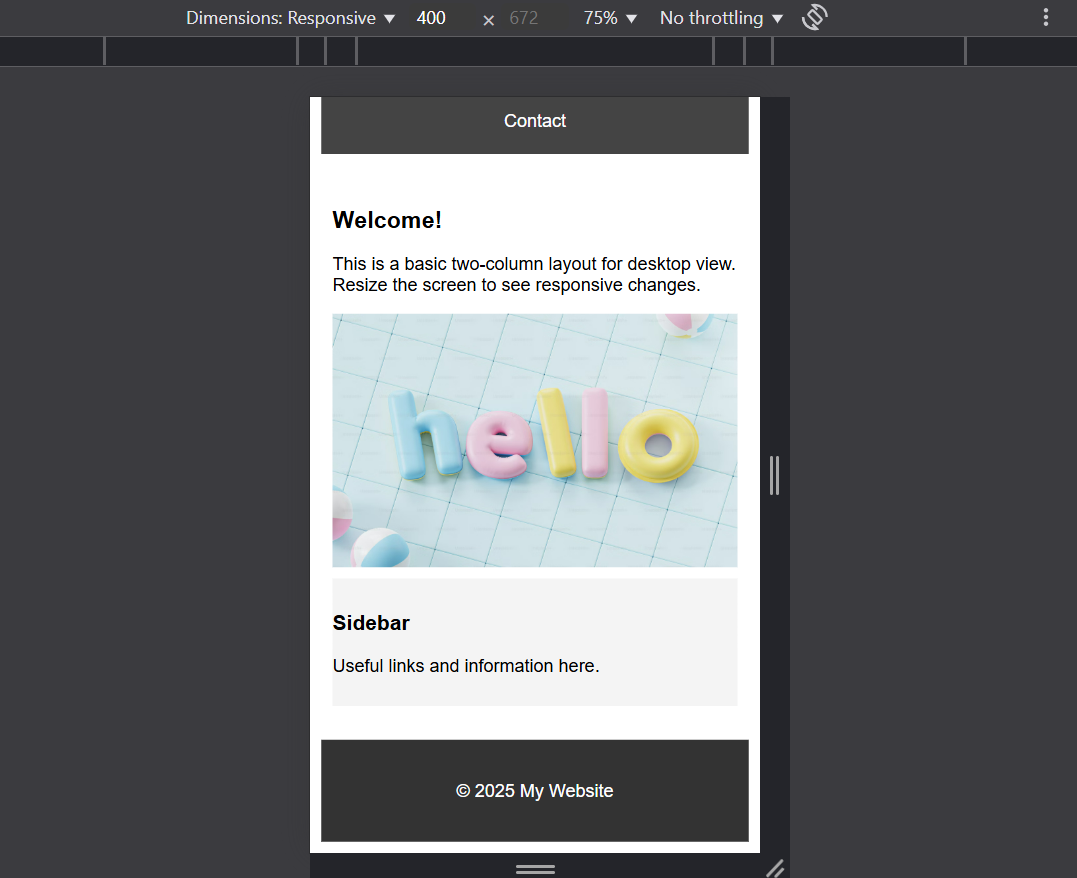 Dimensions: Responsive 400 × 672 75% No throttling
Contact
Welcome!
This is a basic two-column layout for desktop view.
Resize the screen to see responsive changes.
hello
Sidebar
Useful links and information here.
© 2025 My Website